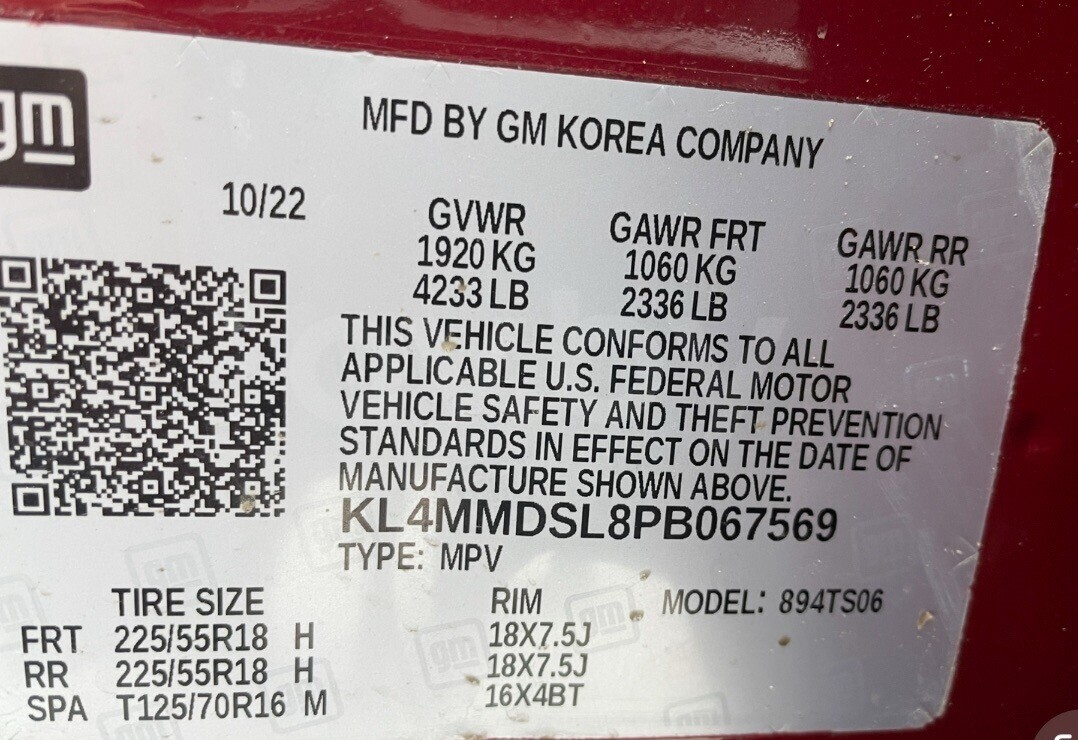 gm
MFD BY GM KOREA COMPANY
10/22
GVWR GAWR FRT GAWR RR
1920 KG 1060 KG 1060 KG
4233 LB 2336 LB 2336 LB
THIS VEHICLE CONFORMS TO ALL
APPLICABLE U.S. FEDERAL MOTOR
VEHICLE SAFETY AND THEFT PREVENTION
STANDARDS IN EFFECT ON THE DATE OF
MANUFACTURE SHOWN ABOVE.
KL4MMDSL8PB067569
TYPE: MPV
TIRE SIZE RIM MODEL: 894TS06
FRT 225/55R18 H 18X7.5J
RR 225/55R18 H 18X7.5J
SPA T125/70R16 M 16X4BT